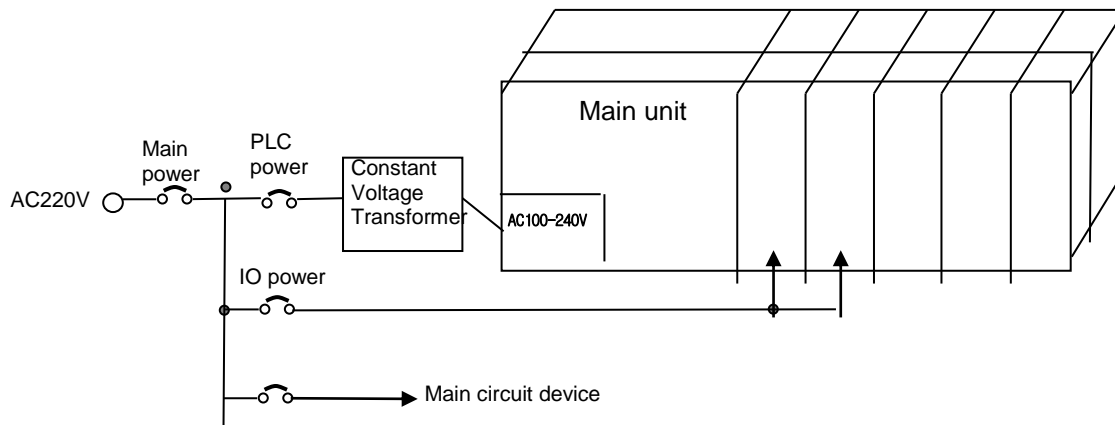 Main unit
Main
power
PLC
power
Constant
Voltage
Transformer
AC220V
AC100-240V
IO power
Main circuit device